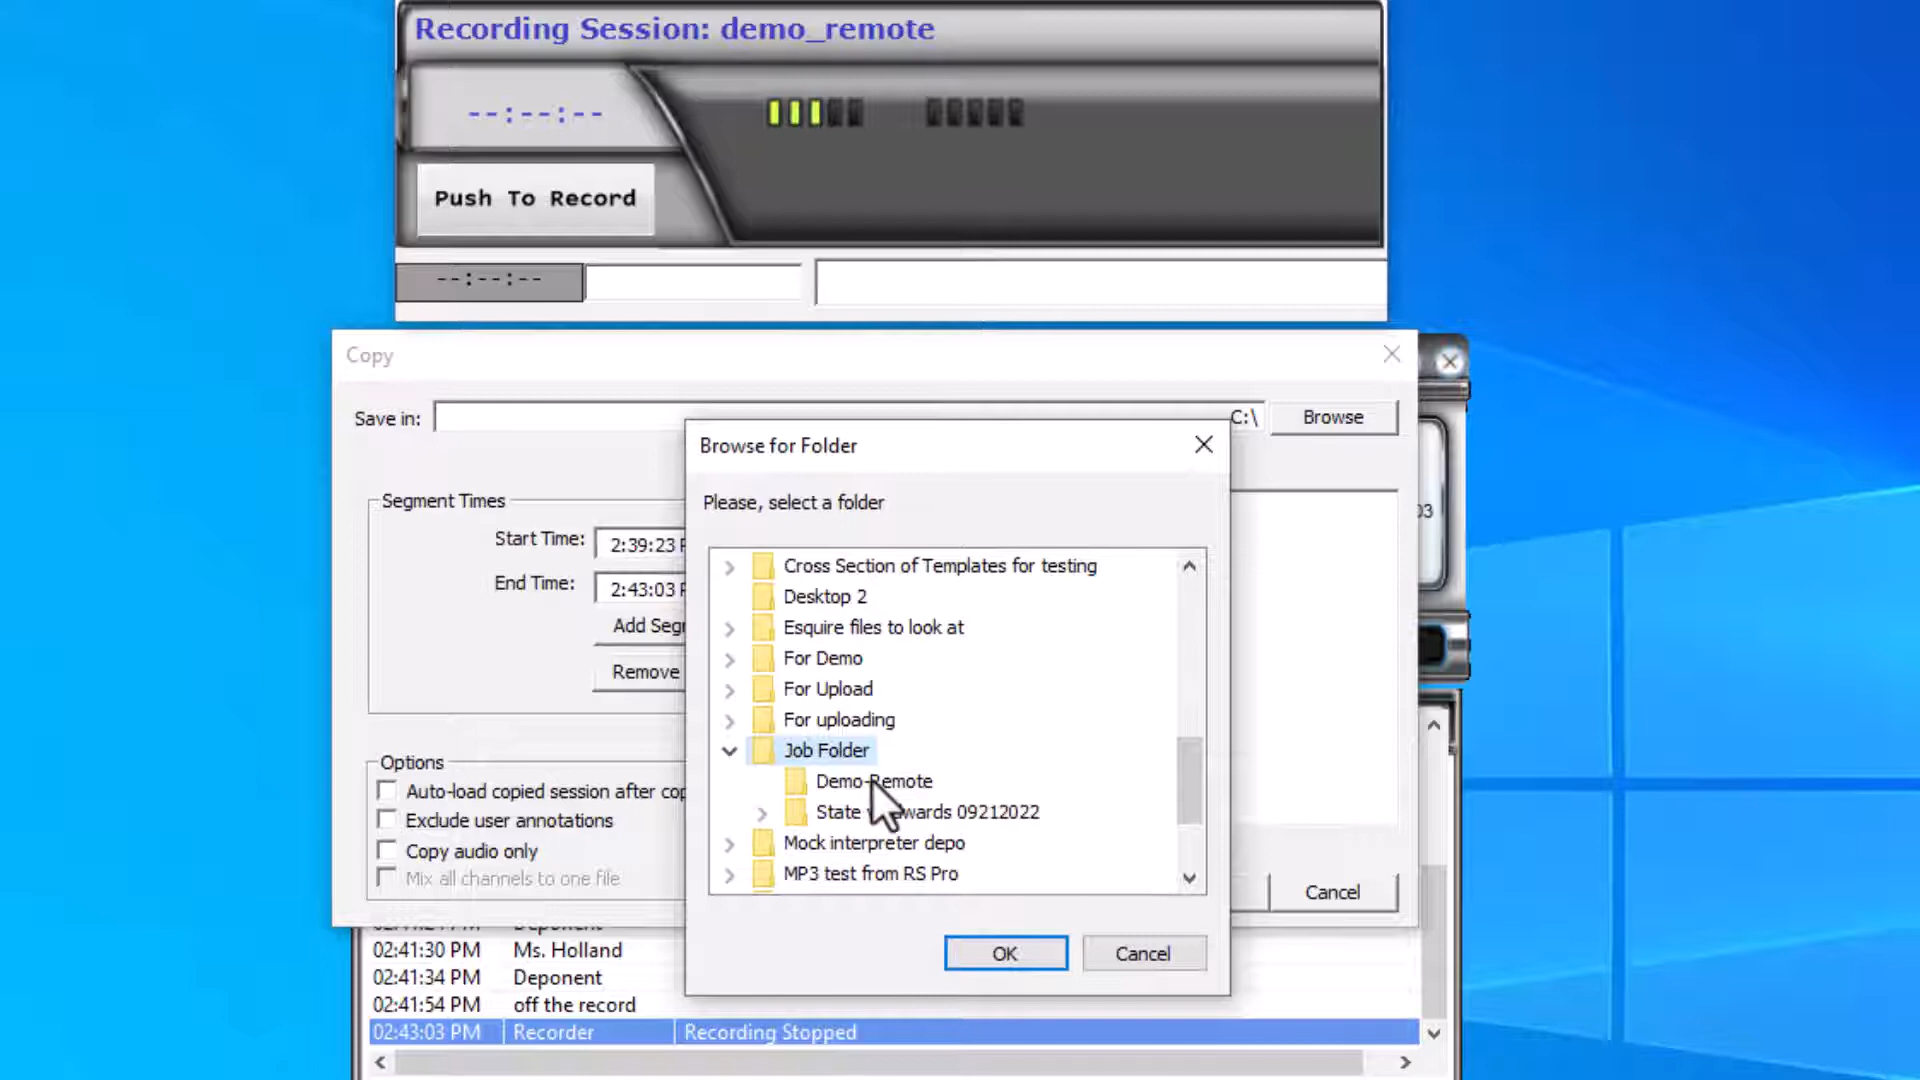 Recording Session: demo_remote
--:--:--
Push To Record
--:--:--
Copy
Save in:
C:\
Browse
Segment Times
Start Time:
2:39:23
End Time:
2:43:03
Add
Remove
03
Options
Auto-load copied session after
Exclude user annotations
Copy audio only
Mix all channels to one file
Cancel
Browse for Folder
Please, select a folder
Cross Section of Templates for testing
Desktop 2
Esquire files to look at
For Demo
For Upload
For uploading
Job Folder
Demo-Remote
State 09212022
Mock interpreter depo
MP3 test from RS Pro
OK
Cancel
02:41:30 PM Ms. Holland
02:41:34 PM Deponent
02:41:54 PM off the record
02:43:03 PM Recorder Recording Stopped